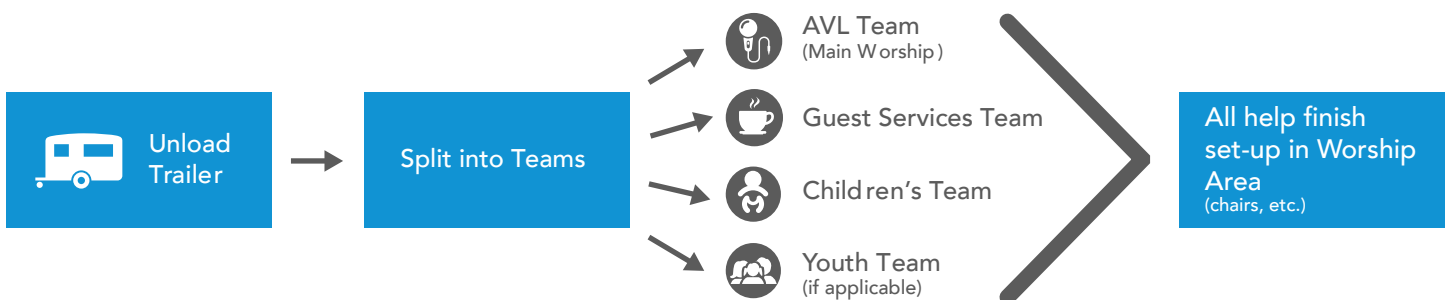 Unload
Trailer
Split into Teams
AVL Team
(Main Worship)
Guest Services Team
Children's Team
Youth Team
(if applicable)
All help finish
set-up in Worship
Area
(chairs, etc.)